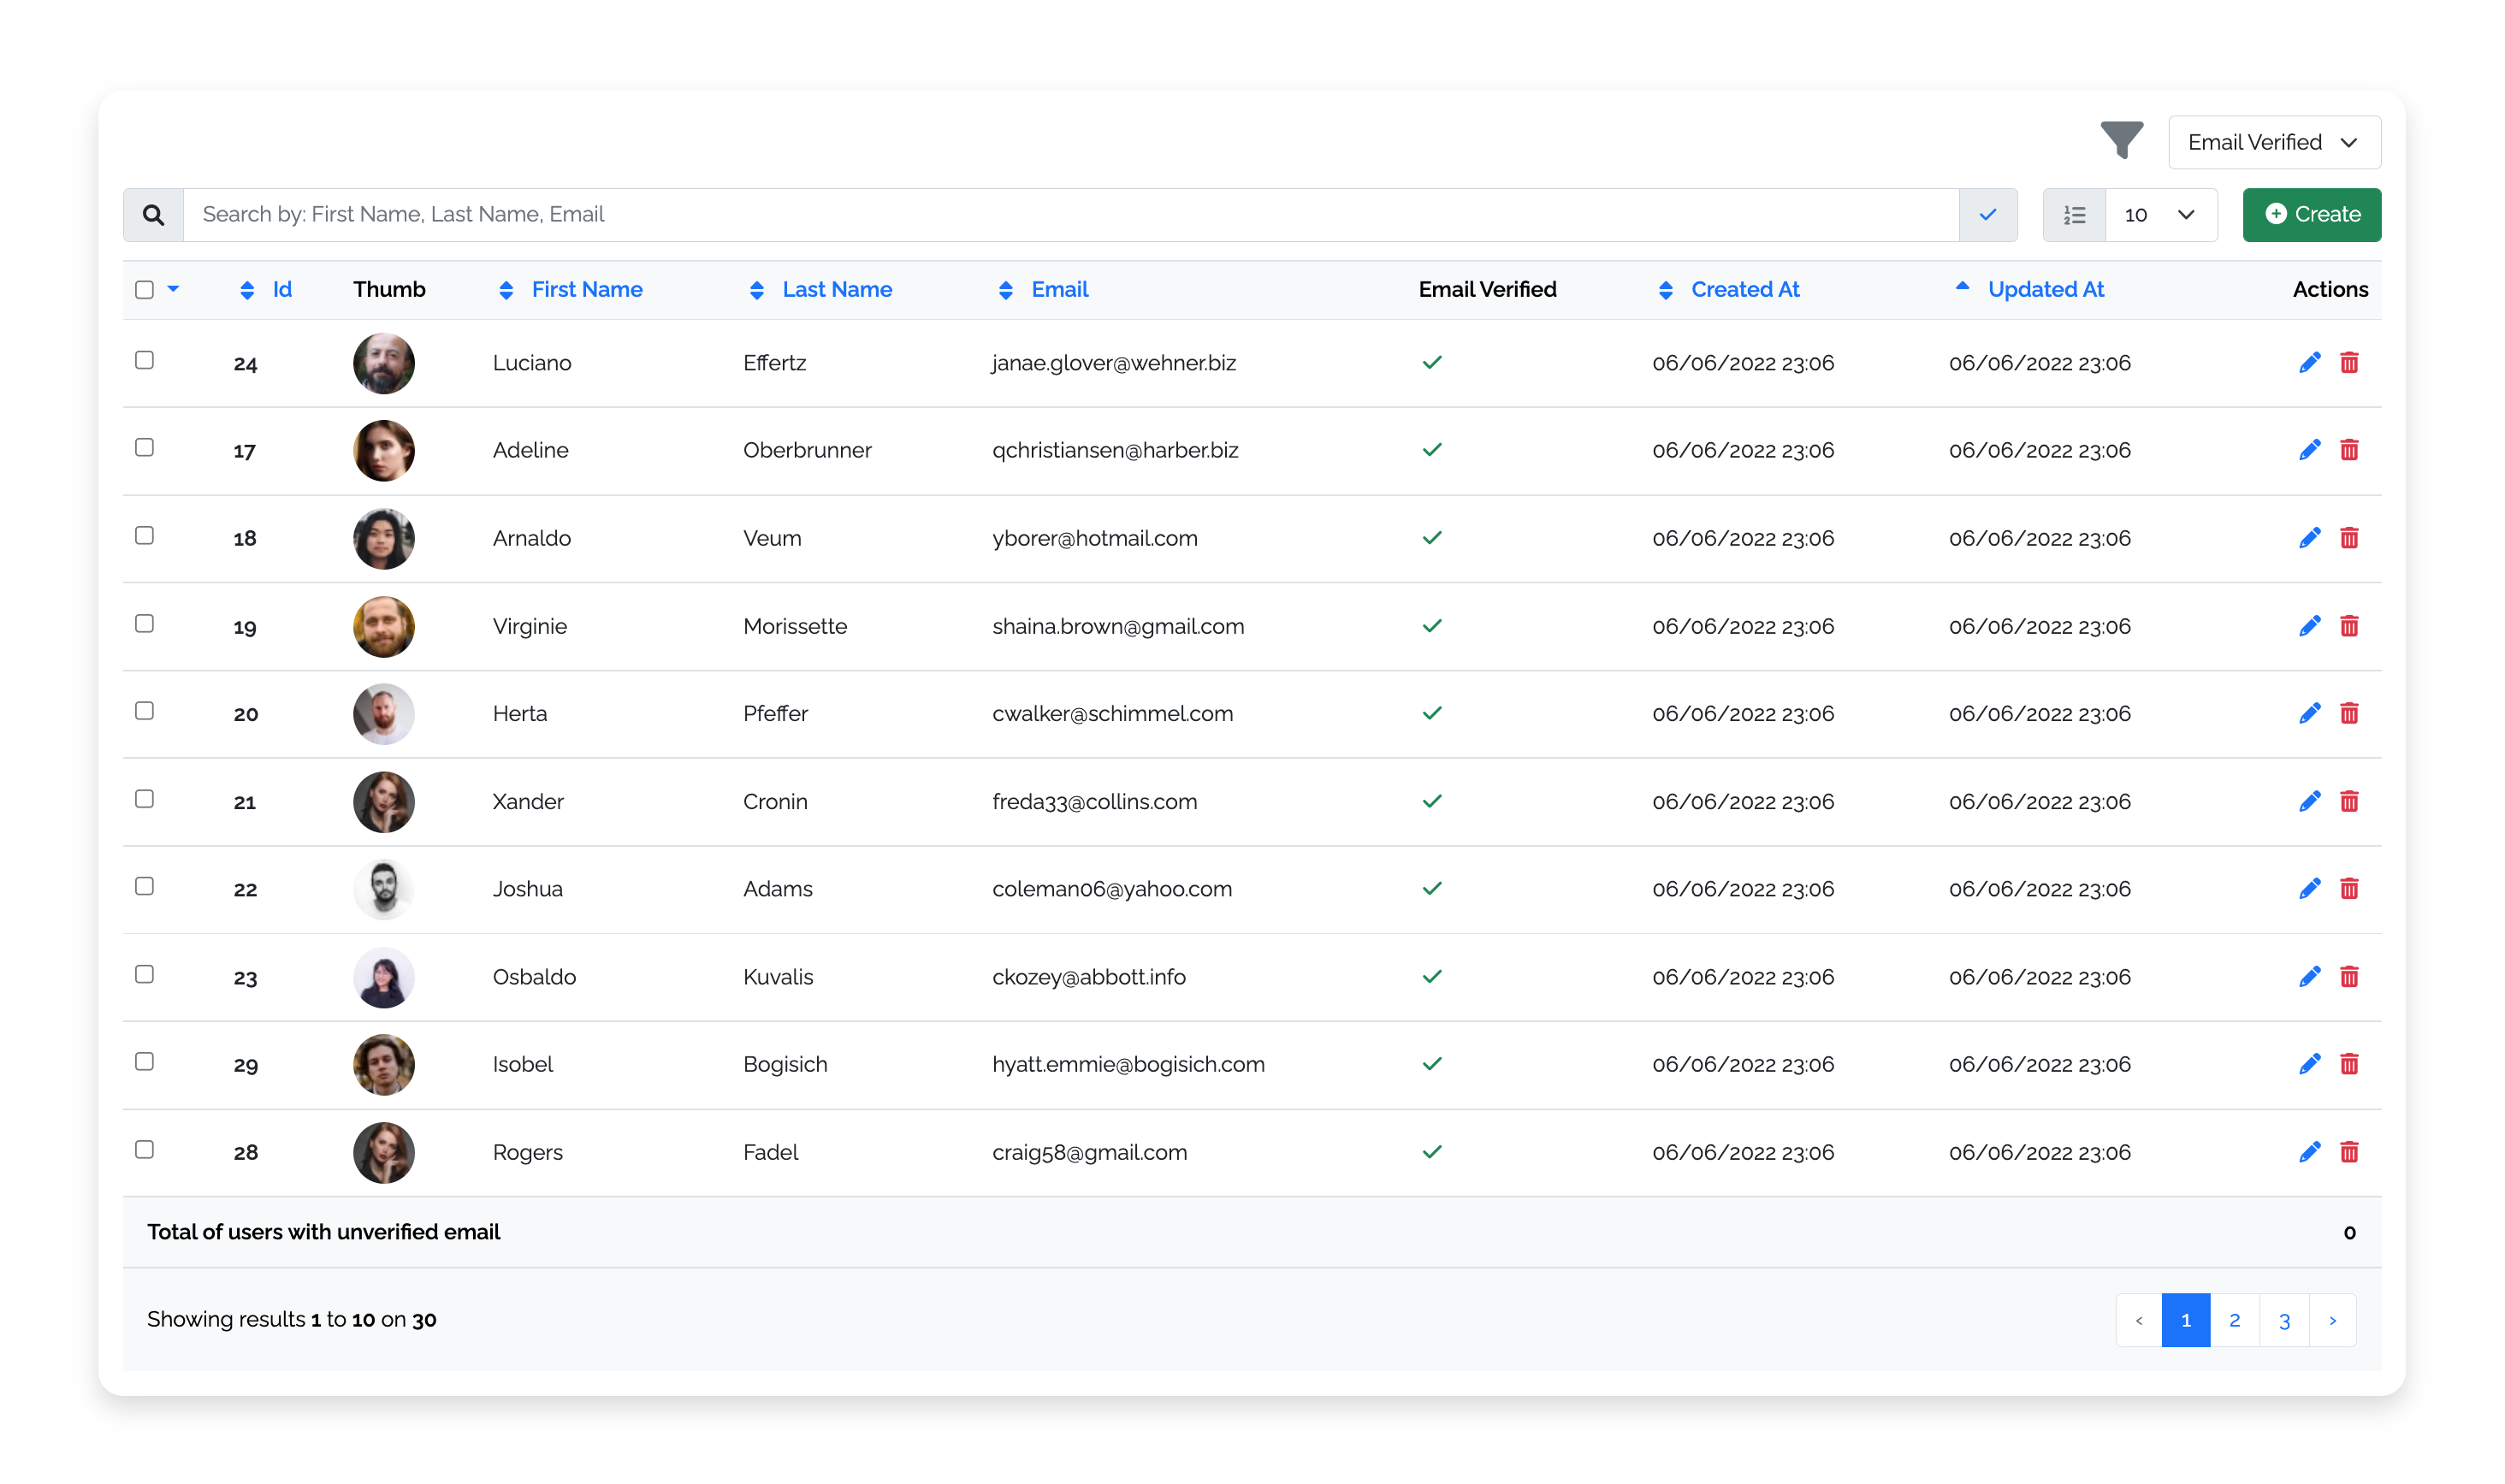 Email Verified
Search by: First Name, Last Name, Email 10 Create
Id Thumb First Name Last Name Email Email Verified Created At Updated At Actions
24 Luciano Effertz janae.glover@wehner.biz 06/06/2022 23:06 06/06/2022 23:06
17 Adeline Oberbrunner qchristiansen@harber.biz 06/06/2022 23:06 06/06/2022 23:06
18 Arnaldo Veum yborer@hotmail.com 06/06/2022 23:06 06/06/2022 23:06
19 Virginie Morissette shaina.brown@gmail.com 06/06/2022 23:06 06/06/2022 23:06
20 Herta Pfeffer cwalker@schimmel.com 06/06/2022 23:06 06/06/2022 23:06
21 Xander Cronin freda33@collins.com 06/06/2022 23:06 06/06/2022 23:06
22 Joshua Adams coleman06@yahoo.com 06/06/2022 23:06 06/06/2022 23:06
23 Osbaldo Kuvalis ckozey@abbott.info 06/06/2022 23:06 06/06/2022 23:06
29 Isobel Bogisich hyatt.emmie@bogisich.com 06/06/2022 23:06 06/06/2022 23:06
28 Rogers Fadel craig58@gmail.com 06/06/2022 23:06 06/06/2022 23:06
Total of users with unverified email 0
Showing results 1 to 10 on 30 ‹ 1 2 3 ›